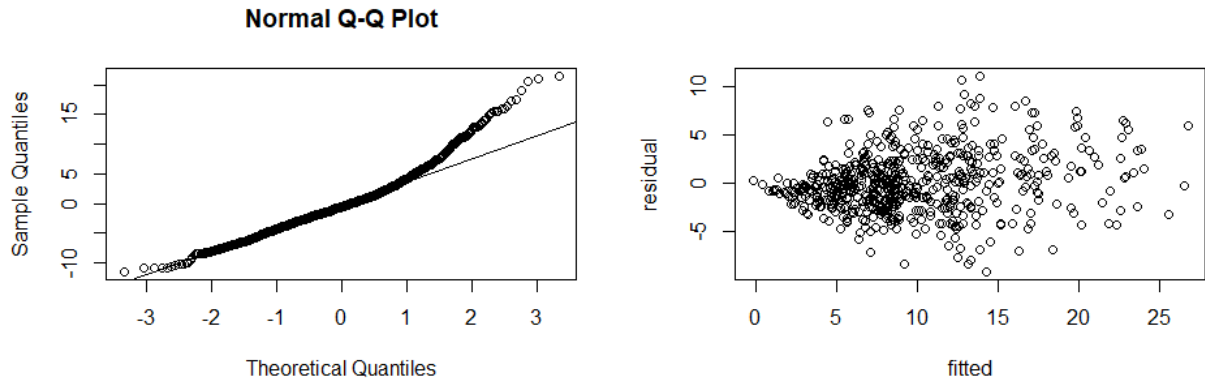 Normal Q-Q Plot
Sample Quantiles
-10 0 5 15
-3 -2 -1 0 1 2 3
Theoretical Quantiles
residual
-5 0 5 10
0 5 10 15 20 25
fitted